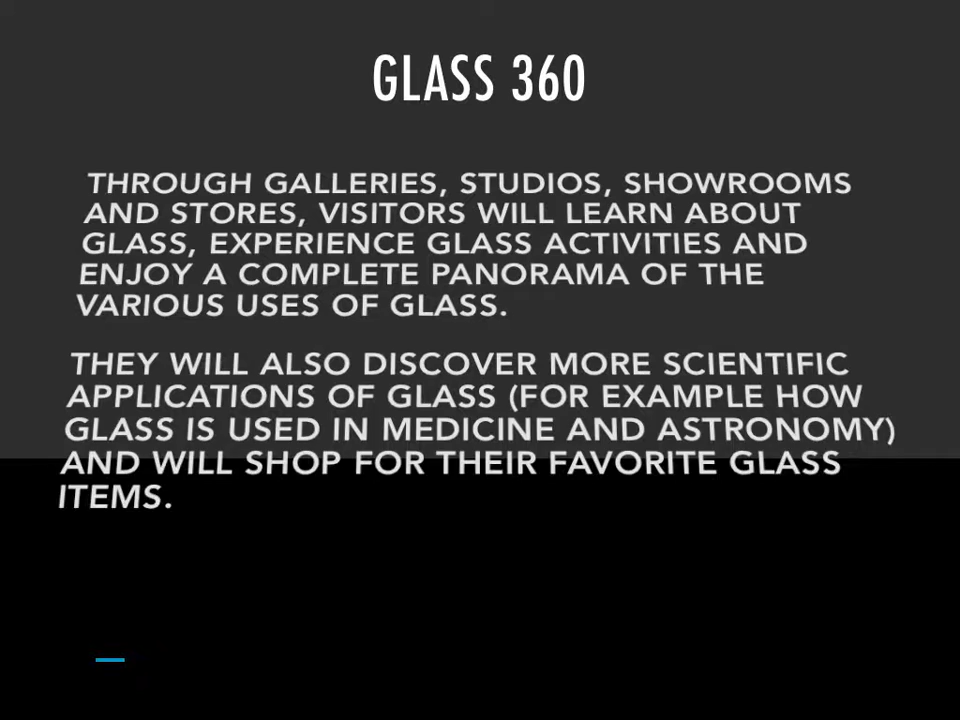 GLASS 360
THROUGH GALLERIES, STUDIOS, SHOWROOMS
AND STORES, VISITORS WILL LEARN ABOUT
GLASS, EXPERIENCE GLASS ACTIVITIES AND
ENJOY A COMPLETE PANORAMA OF THE
VARIOUS USES OF GLASS.
THEY WILL ALSO DISCOVER MORE SCIENTIFIC
APPLICATIONS OF GLASS (FOR EXAMPLE HOW
GLASS IS USED IN MEDICINE AND ASTRONOMY)
AND WILL SHOP FOR THEIR FAVORITE GLASS
ITEMS.